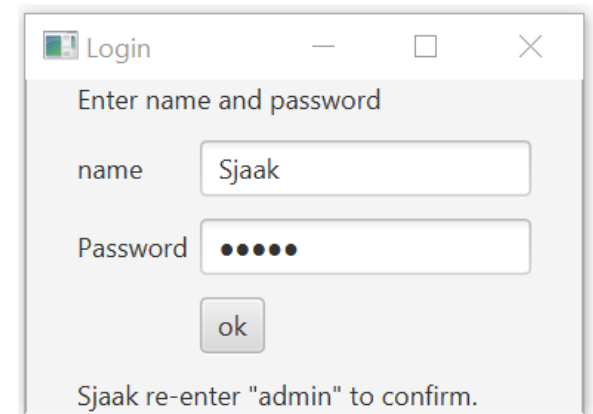 Login
Enter name and password
name Sjaak
Password ●●●●●
ok
Sjaak re-enter "admin" to confirm.